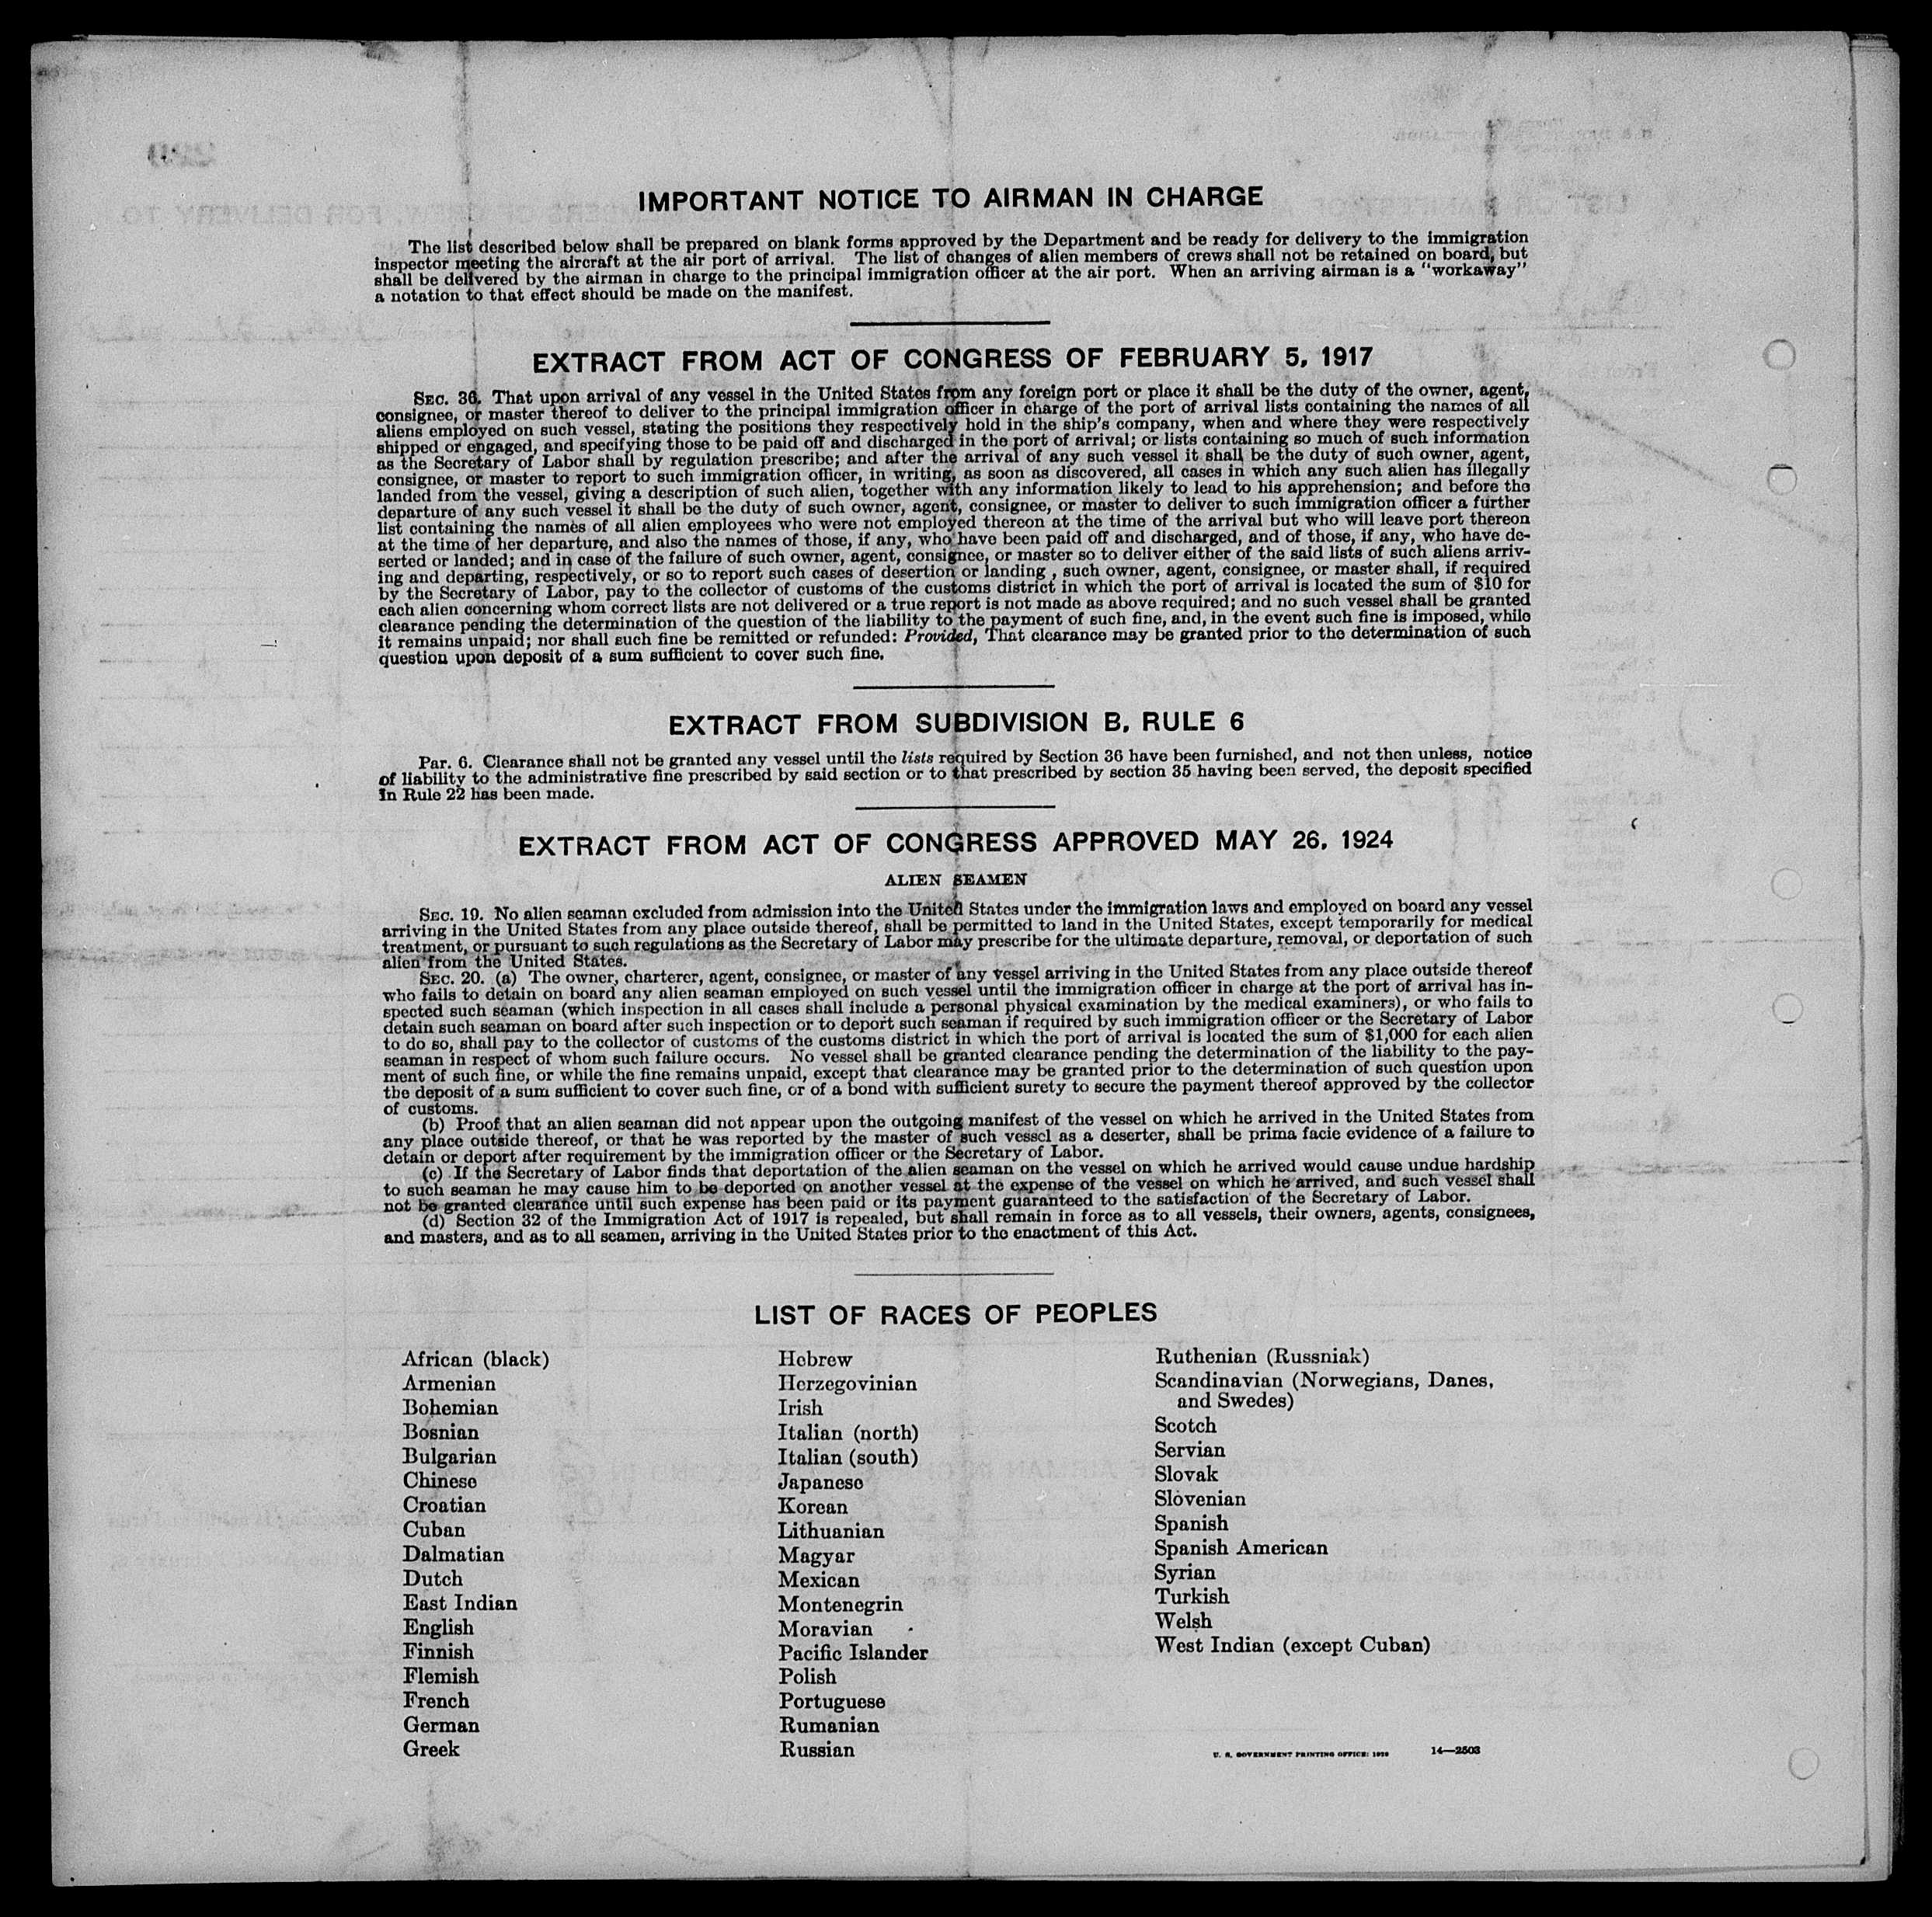 IMPORTANT NOTICE TO AIRMAN IN CHARGE
The list described below shall be prepared on blank forms approved by the Department and be ready for delivery to the immigration
inspector meeting the aircraft at the air port of arrival. The list of changes of alien members of crews shall not be retained on board, but
shall be delivered by the airman in charge to the principal immigration officer at the air port. When an arriving airman is a "workaway"
a notation to that effect should be made on the manifest.
EXTRACT FROM ACT OF CONGRESS OF FEBRUARY 5, 1917
SEC. 36. That upon arrival of any vessel in the United States from any foreign port or place it shall be the duty of the owner, agent,
consignee, or master thereof to deliver to the principal immigration officer in charge of the port of arrival lists containing the names of all
aliens employed on such vessel, stating the positions they respectively hold in the ship's company, when and where they were respectively
shipped or engaged, and specifying those to be paid off and discharged in the port of arrival; or lists containing so much of such information
as the Secretary of Labor shall by regulation prescribe; and after the arrival of any such vessel it shall be the duty of such owner, agent,
consignee, or master to report to such immigration officer, in writing, as soon as discovered, all cases in which any such alien has illegally
landed from the vessel, giving a description of such alien, together with any information likely to lead to his apprehension; and before the
departure of any such vessel it shall be the duty of such owner, agent, consignee, or master to deliver to such immigration officer a further
list containing the names of all alien employees who were not employed thereon at the time of the arrival but who will leave port thereon
at the time of her departure, and also the names of those, if any, who have been paid off and discharged, and of those, if any, who have de-
serted or landed; and in case of the failure of such owner, agent, consignee, or master so to deliver either of the said lists of such aliens arriv-
ing and departing, respectively, or so to report such cases of desertion or landing , such owner, agent, consignee, or master shall, if required
by the Secretary of Labor, pay to the collector of customs of the customs district in which the port of arrival is located the sum of $10 for
each alien concerning whom correct lists are not delivered or a true report is not made as above required; and no such vessel shall be granted
clearance pending the determination of the question of the liability to the payment of such fine, and, in the event such fine is imposed, while
it remains unpaid; nor shall such fine be remitted or refunded: Provided, That clearance may be granted prior to the determination of such
question upon deposit of a sum sufficient to cover such fine.
EXTRACT FROM SUBDIVISION B, RULE 6
Par. 6. Clearance shall not be granted any vessel until the lists required by Section 36 have been furnished, and not then unless, notice
of liability to the administrative fine prescribed by said section or to that prescribed by section 35 having been served, the deposit specified
in Rule 22 has been made.
EXTRACT FROM ACT OF CONGRESS APPROVED MAY 26, 1924
ALIEN SEAMEN
SEC. 19. No alien seaman excluded from admission into the United States under the immigration laws and employed on board any vessel
arriving in the United States from any place outside thereof, shall be permitted to land in the United States, except temporarily for medical
treatment, or pursuant to such regulations as the Secretary of Labor may prescribe for the ultimate departure, removal, or deportation of such
alien from the United States.
SEC. 20. (a) The owner, charterer, agent, consignee, or master of any vessel arriving in the United States from any place outside thereof
who fails to detain on board any alien seaman employed on such vessel until the immigration officer in charge at the port of arrival has in-
spected such seaman (which inspection in all cases shall include a personal physical examination by the medical examiners), or who fails to
detain such seaman on board after such inspection or to deport such seaman if required by such immigration officer or the Secretary of Labor
to do so, shall pay to the collector of customs of the customs district in which the port of arrival is located the sum of $1,000 for each alien
seaman in respect of whom such failure occurs. No vessel shall be granted clearance pending the determination of the liability to the pay-
ment of such fine, or while the fine remains unpaid, except that clearance may be granted prior to the determination of such question upon
the deposit of a sum sufficient to cover such fine, or of a bond with sufficient surety to secure the payment thereof approved by the collector
of customs.
(b) Proof that an alien seaman did not appear upon the outgoing manifest of the vessel on which he arrived in the United States from
any place outside thereof, or that he was reported by the master of such vessel as a deserter, shall be prima facie evidence of a failure to
detain or deport after requirement by the immigration officer or the Secretary of Labor.
(c) If the Secretary of Labor finds that deportation of the alien seaman on the vessel on which he arrived would cause undue hardship
to such seaman he may cause him to be deported on another vessel at the expense of the vessel on which he arrived, and such vessel shall
not be granted clearance until such expense has been paid or its payment guaranteed to the satisfaction of the Secretary of Labor.
(d) Section 32 of the Immigration Act of 1917 is repealed, but shall remain in force as to all vessels, their owners, agents, consignees,
and masters, and as to all seamen, arriving in the United States prior to the enactment of this Act.
LIST OF RACES OF PEOPLES
African (black)
Armenian
Bohemian
Bosnian
Bulgarian
Chinese
Croatian
Cuban
Dalmatian
Dutch
East Indian
English
Finnish
Flemish
French
German
Greek
Hebrew
Herzegovinian
Irish
Italian (north)
Italian (south)
Japanese
Korean
Lithuanian
Magyar
Mexican
Montenegrin
Moravian
Pacific Islander
Polish
Portuguese
Rumanian
Russian
Ruthenian (Russniak)
Scandinavian (Norwegians, Danes,
and Swedes)
Scotch
Servian
Slovak
Slovenian
Spanish
Spanish American
Syrian
Turkish
Welsh
West Indian (except Cuban)
U. S. GOVERNMENT PRINTING OFFICE: 14—2503